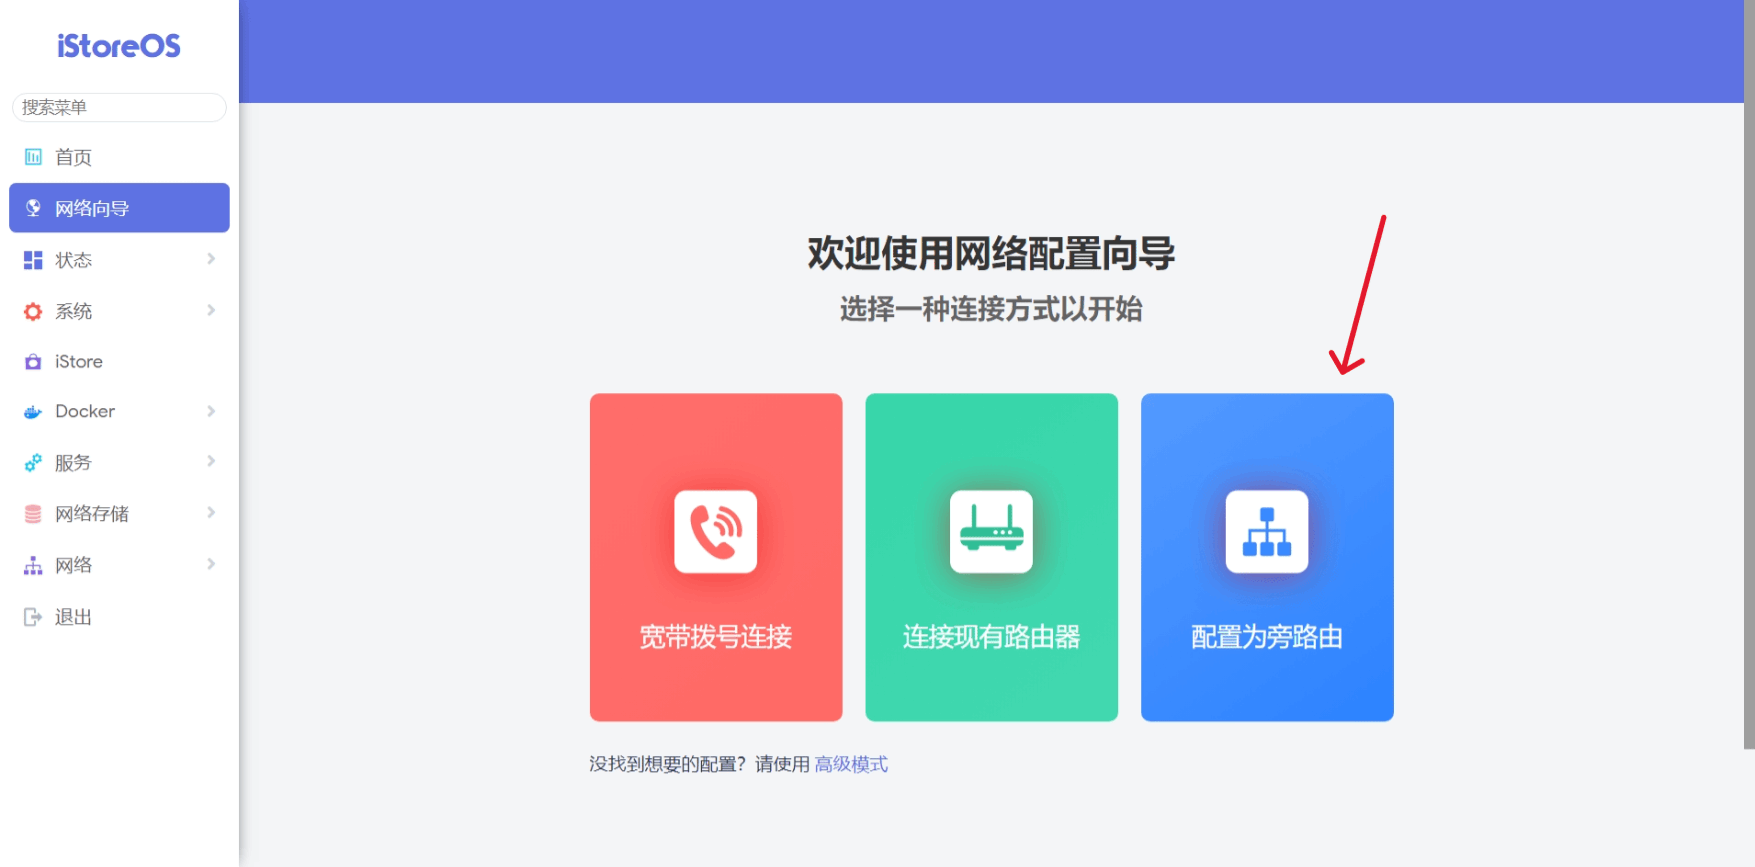 iStoreOS
搜索菜单
首页
网络向导
状态
系统
iStore
Docker
服务
网络存储
网络
退出
欢迎使用网络配置向导
选择一种连接方式以开始
宽带拨号连接
连接现有路由器
配置为旁路由
没找到想要的配置？请使用 高级模式